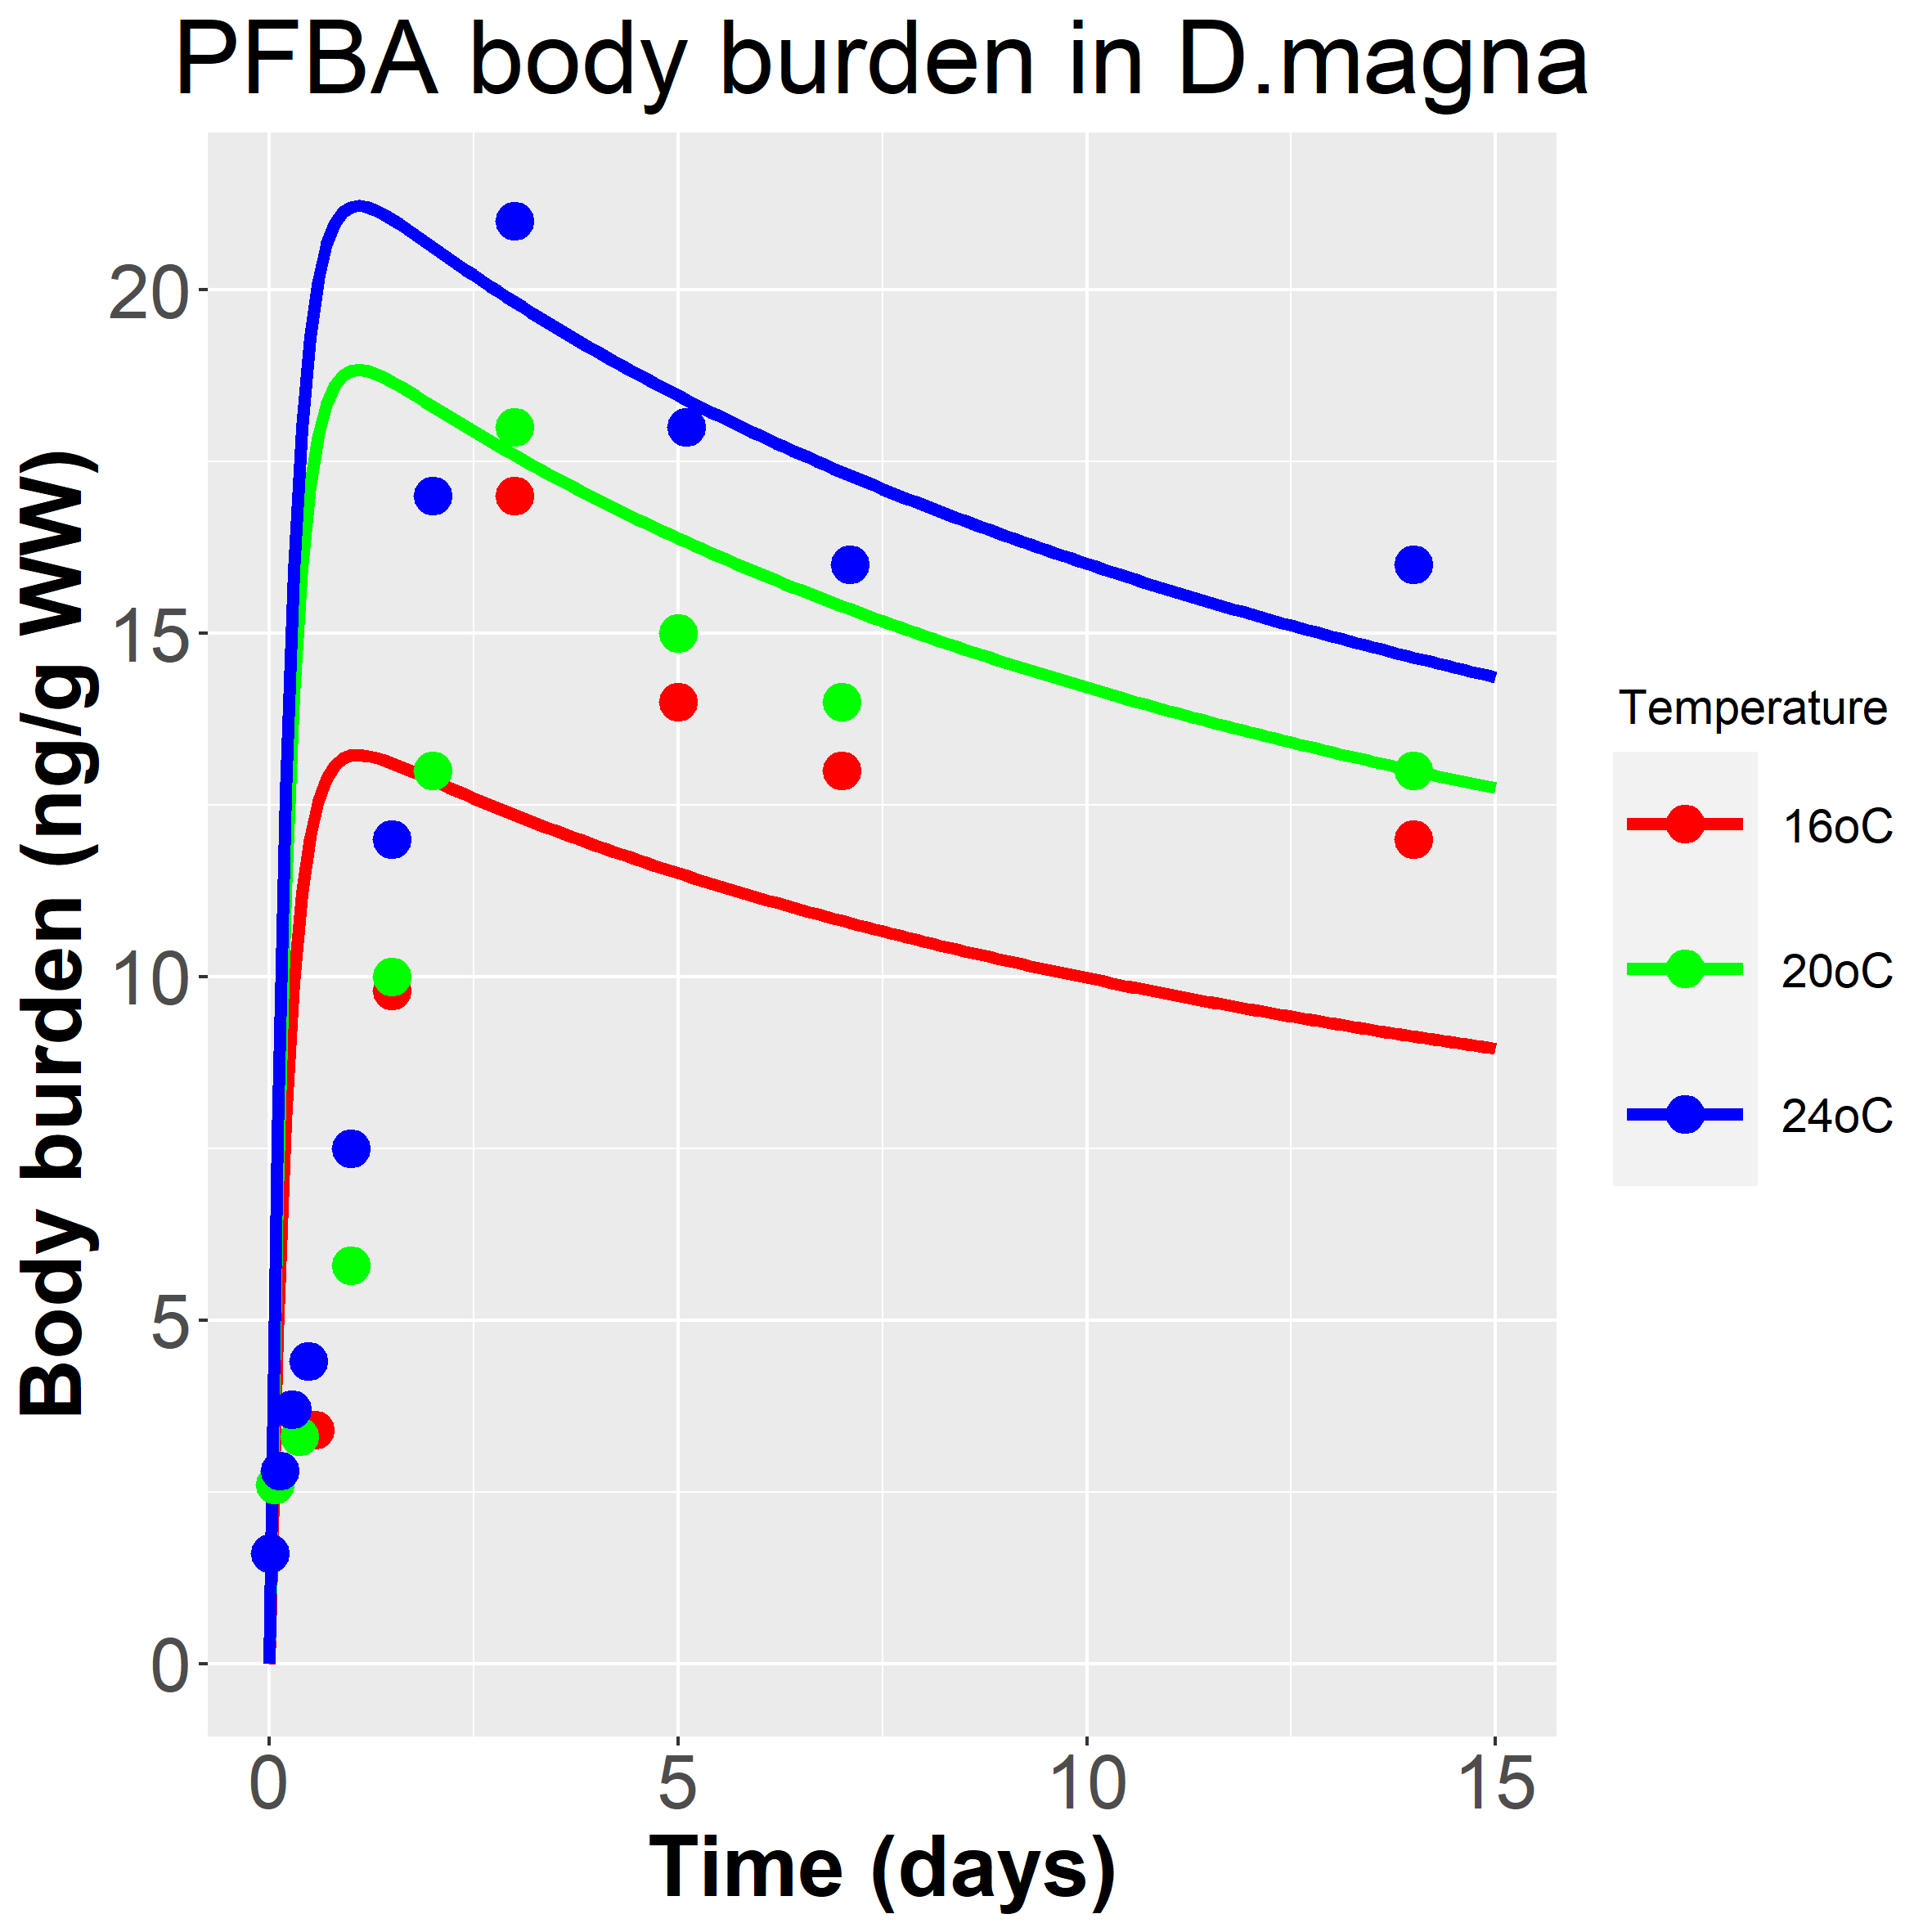 PFBA body burden in D.magna
Body burden (ng/g WW)
20
15
10
5
0
0 5 10 15
Time (days)
Temperature
16oC
20oC
24oC